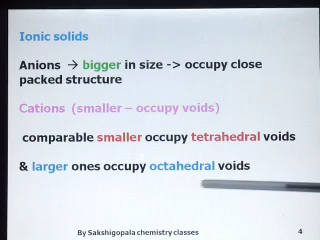 Ionic solids
Anions → bigger in size -> occupy close
packed structure
Cations (smaller – occupy voids)
comparable smaller occupy tetrahedral voids
& larger ones occupy octahedral voids
By Sakshigopala chemistry classes
4